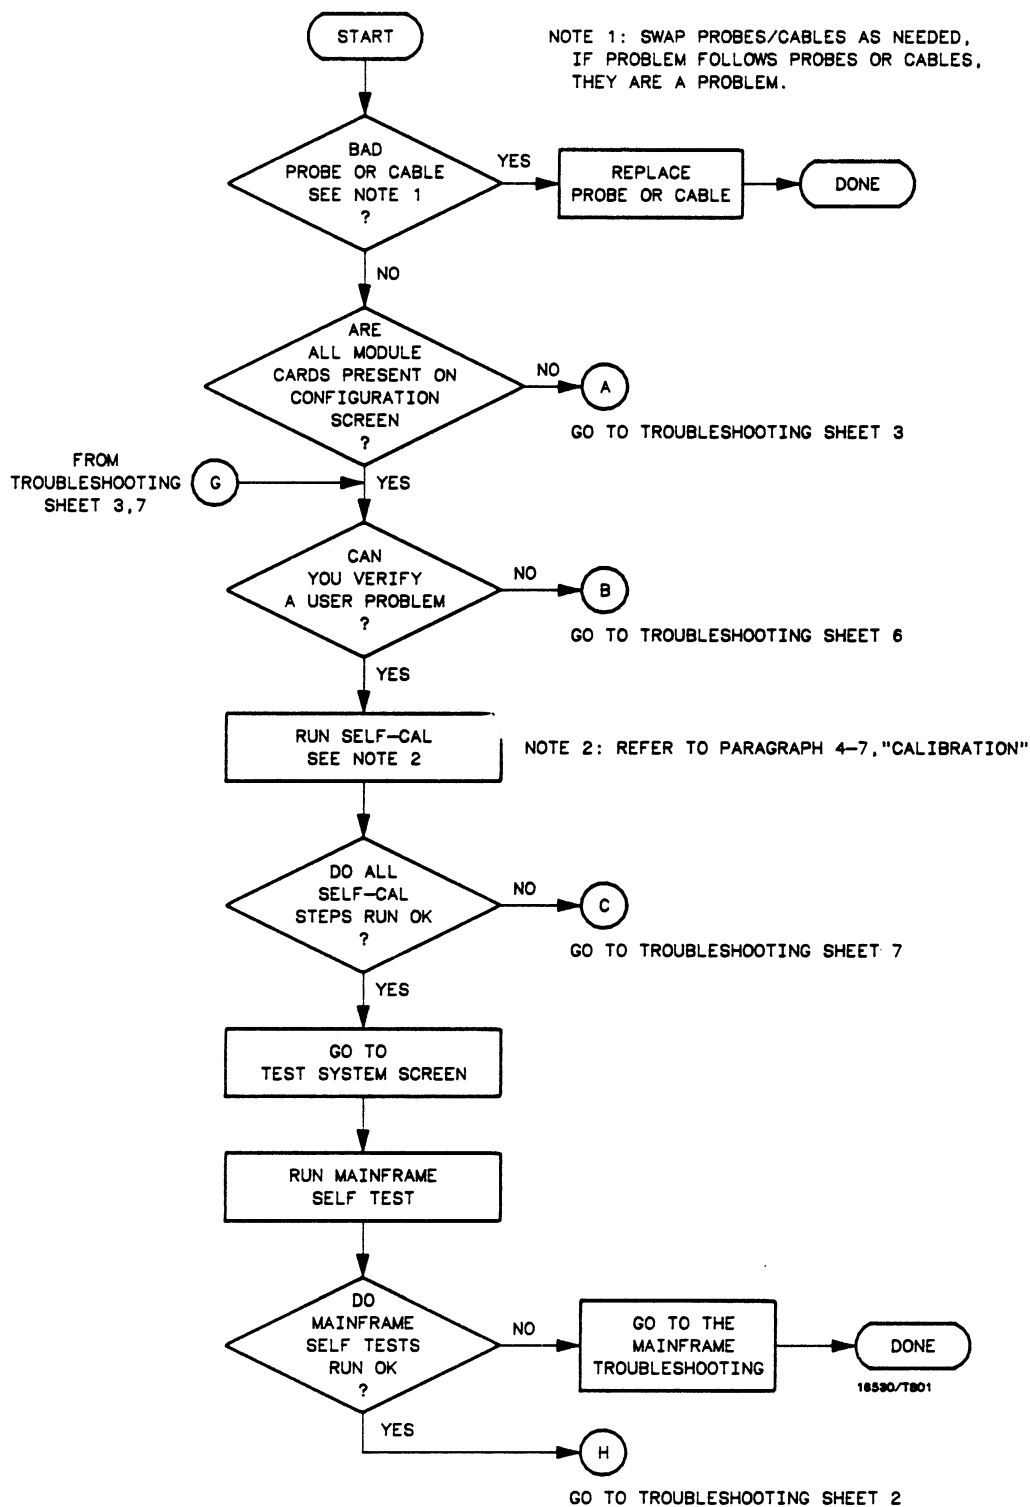 START
NOTE 1: SWAP PROBES/CABLES AS NEEDED,
IF PROBLEM FOLLOWS PROBES OR CABLES,
THEY ARE A PROBLEM.
BAD
PROBE OR CABLE
SEE NOTE 1
?
YES
REPLACE
PROBE OR CABLE
DONE
NO
ARE
ALL MODULE
CARDS PRESENT ON
CONFIGURATION
SCREEN
?
NO
A
GO TO TROUBLESHOOTING SHEET 3
FROM
TROUBLESHOOTING
SHEET 3,7
G
YES
CAN
YOU VERIFY
A USER PROBLEM
?
NO
B
GO TO TROUBLESHOOTING SHEET 6
YES
RUN SELF-CAL
SEE NOTE 2
NOTE 2: REFER TO PARAGRAPH 4-7,"CALIBRATION"
DO ALL
SELF-CAL
STEPS RUN OK
?
NO
C
GO TO TROUBLESHOOTING SHEET 7
YES
GO TO
TEST SYSTEM SCREEN
RUN MAINFRAME
SELF TEST
DO
MAINFRAME
SELF TESTS
RUN OK
?
NO
GO TO THE
MAINFRAME
TROUBLESHOOTING
DONE
16530/TB01
YES
H
GO TO TROUBLESHOOTING SHEET 2